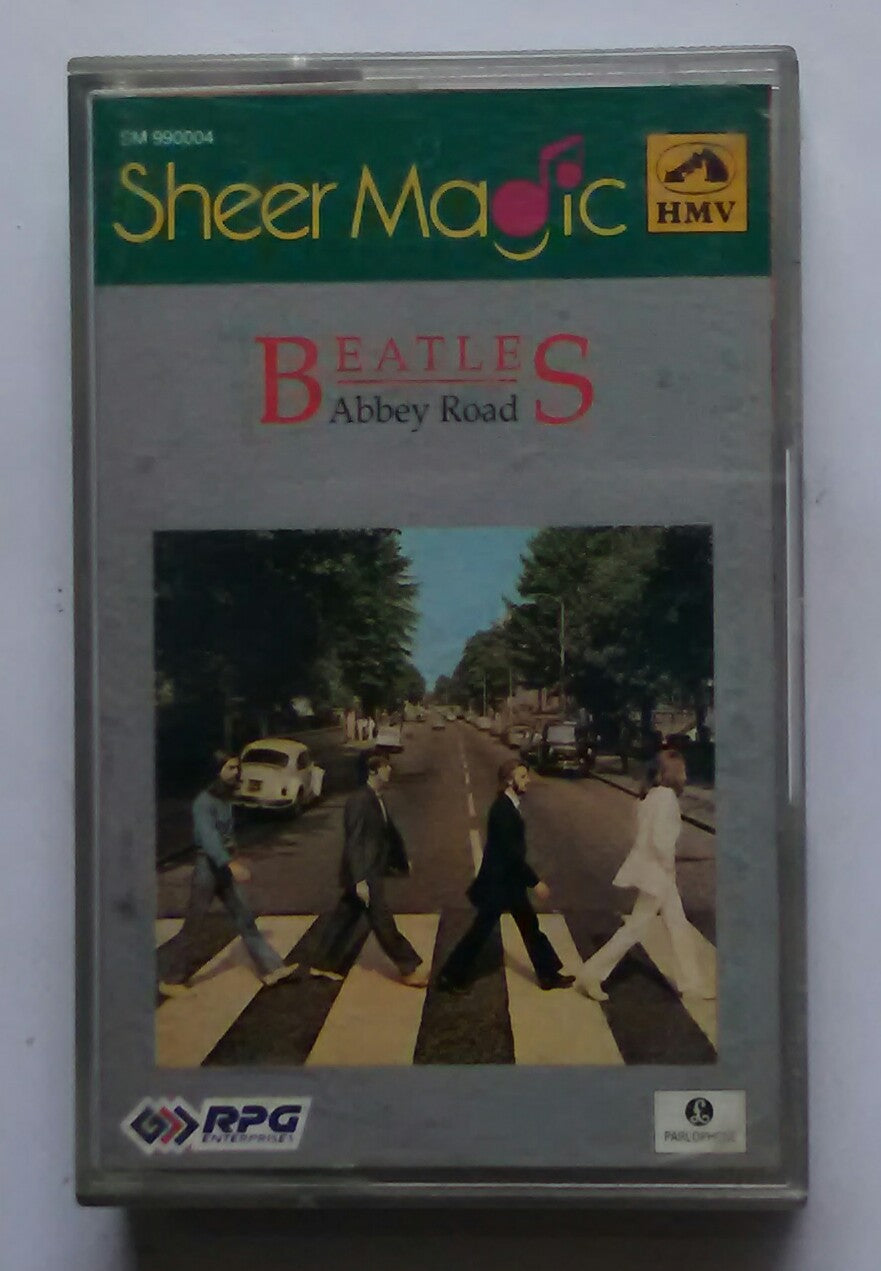 SM 990004
Sheer Magic
HMV
BEATLES
Abbey Road
RPG
ENTERPRISES
PARLOPHONE